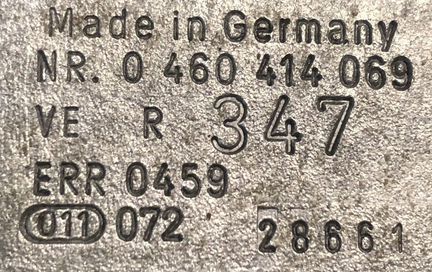 Made in Germany
NR. 0 460 414 069
VE R 347
ERR 0459
011 072 28661